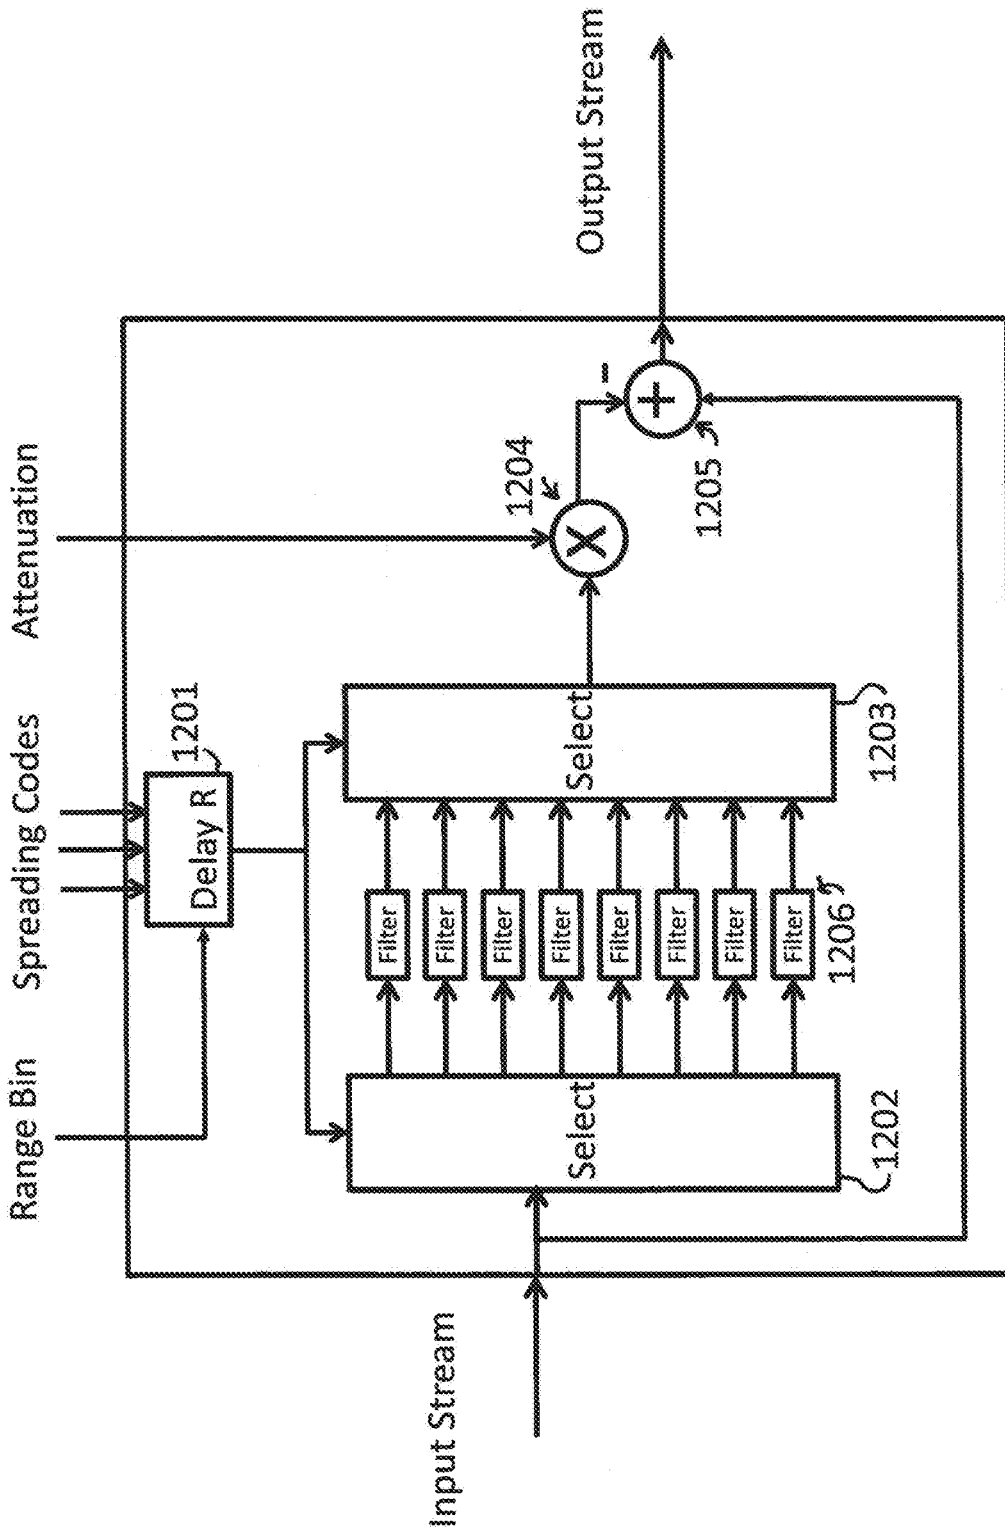 Range Bin
Spreading Codes
Attenuation
Delay R
1201
Input Stream
Select
1202
Filter
Filter
Filter
Filter
Filter
Filter
Filter
Filter
1206
Select
1203
X
1204
-
+
1205
Output Stream